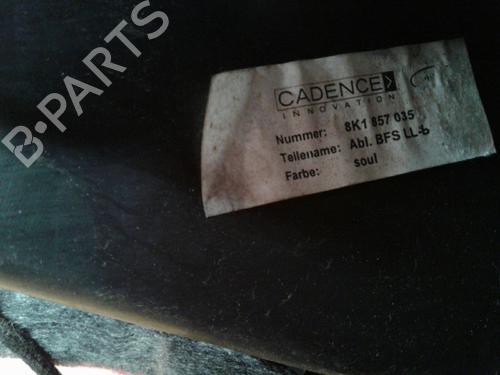 B-PARTS
CADENCE
INNOVATION
Nummer: 8K1 857 035
Teilename: Abl. BFS LL-b
Farbe: soul